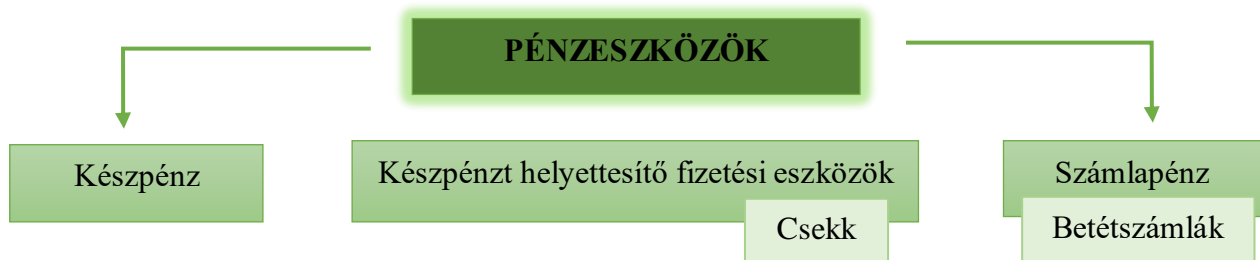 PÉNZESZKÖZÖK
Készpénz
Készpénzt helyettesítő fizetési eszközök
Csekk
Számlapénz
Betétszámlák